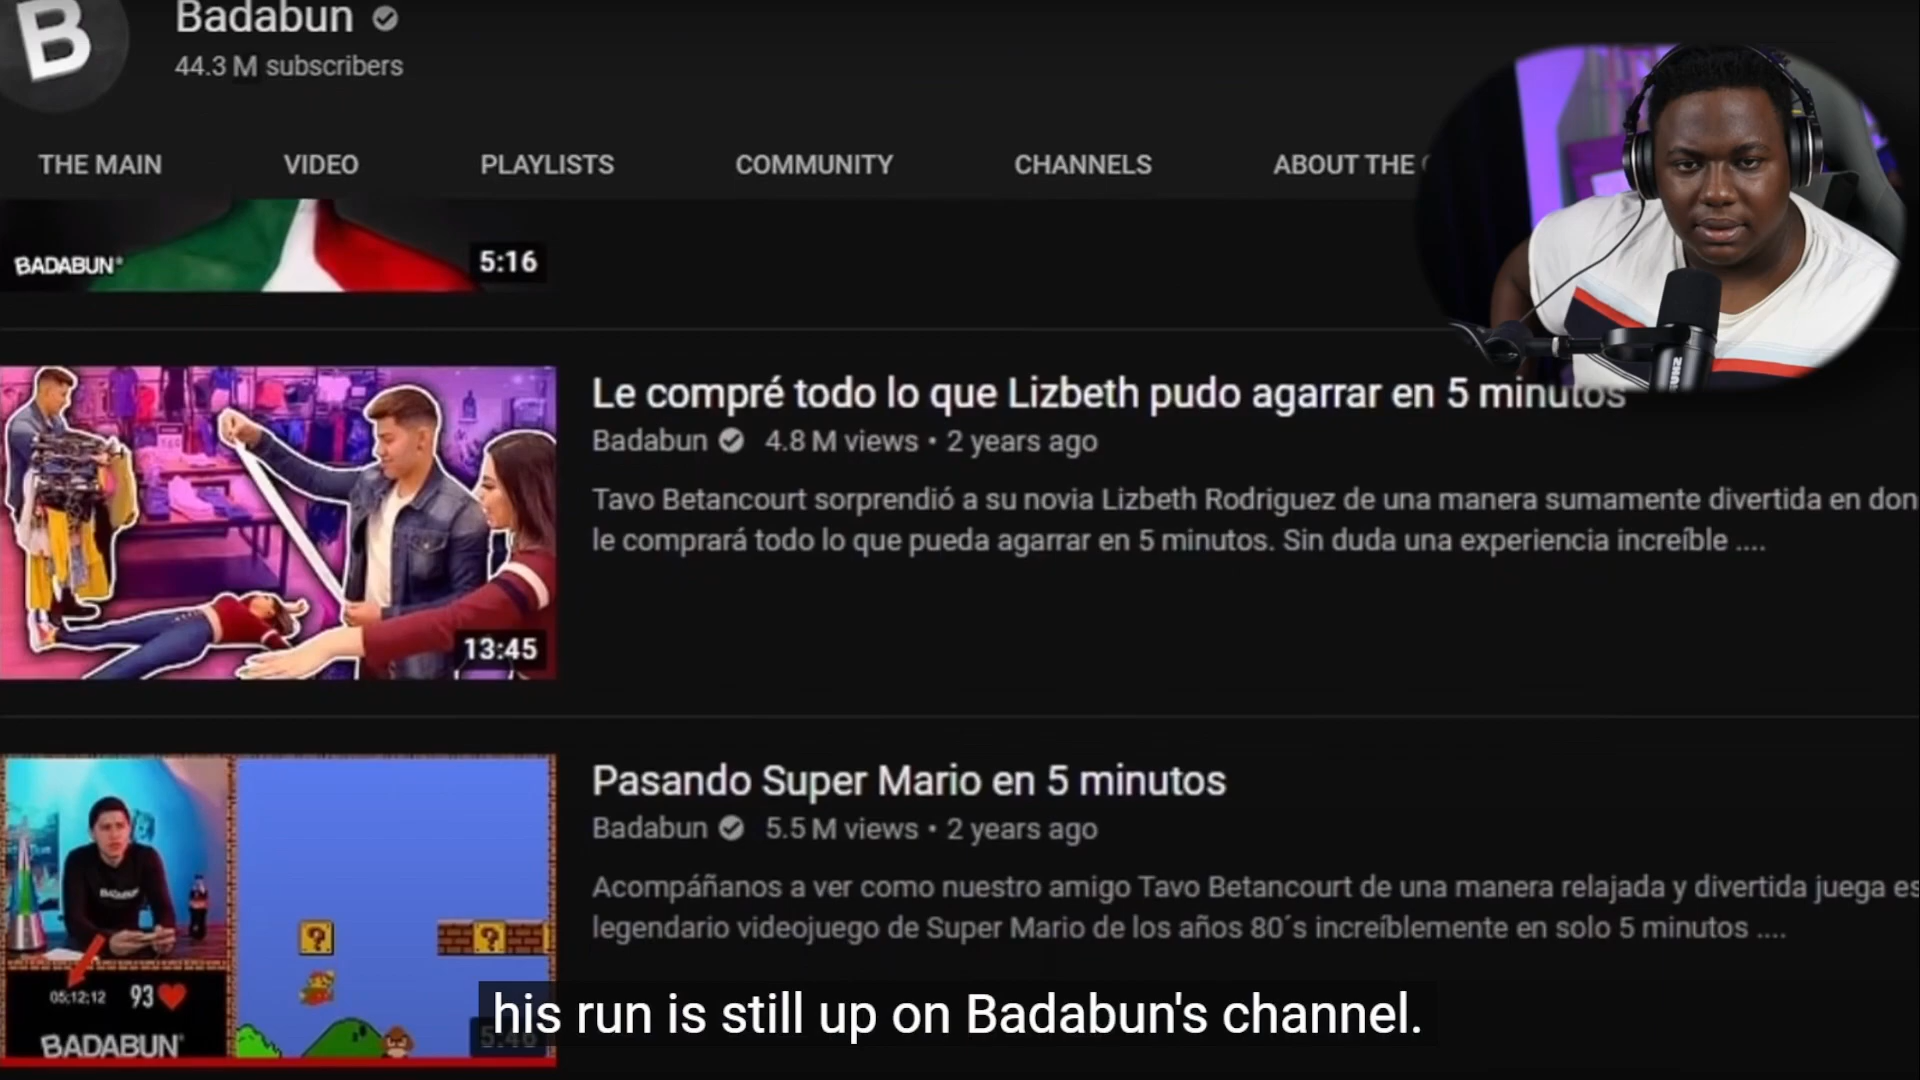 B
Badabun
44.3 M subscribers
THE MAIN VIDEO PLAYLISTS COMMUNITY CHANNELS ABOUT THE
BADABUN
5:16
Le compré todo lo que Lizbeth pudo agarrar en 5 minutos
Badabun 4.8 M views • 2 years ago
Tavo Betancourt sorprendió a su novia Lizbeth Rodriguez de una manera sumamente divertida en don
le comprará todo lo que pueda agarrar en 5 minutos. Sin duda una experiencia increíble ....
13:45
Pasando Super Mario en 5 minutos
Badabun 5.5 M views • 2 years ago
Acompáñanos a ver como nuestro amigo Tavo Betancourt de una manera relajada y divertida juega es
legendario videojuego de Super Mario de los años 80´s increíblemente en solo 5 minutos ....
BADABUN
? ?
05:12:12 93
BADABUN
5:46
his run is still up on Badabun's channel.